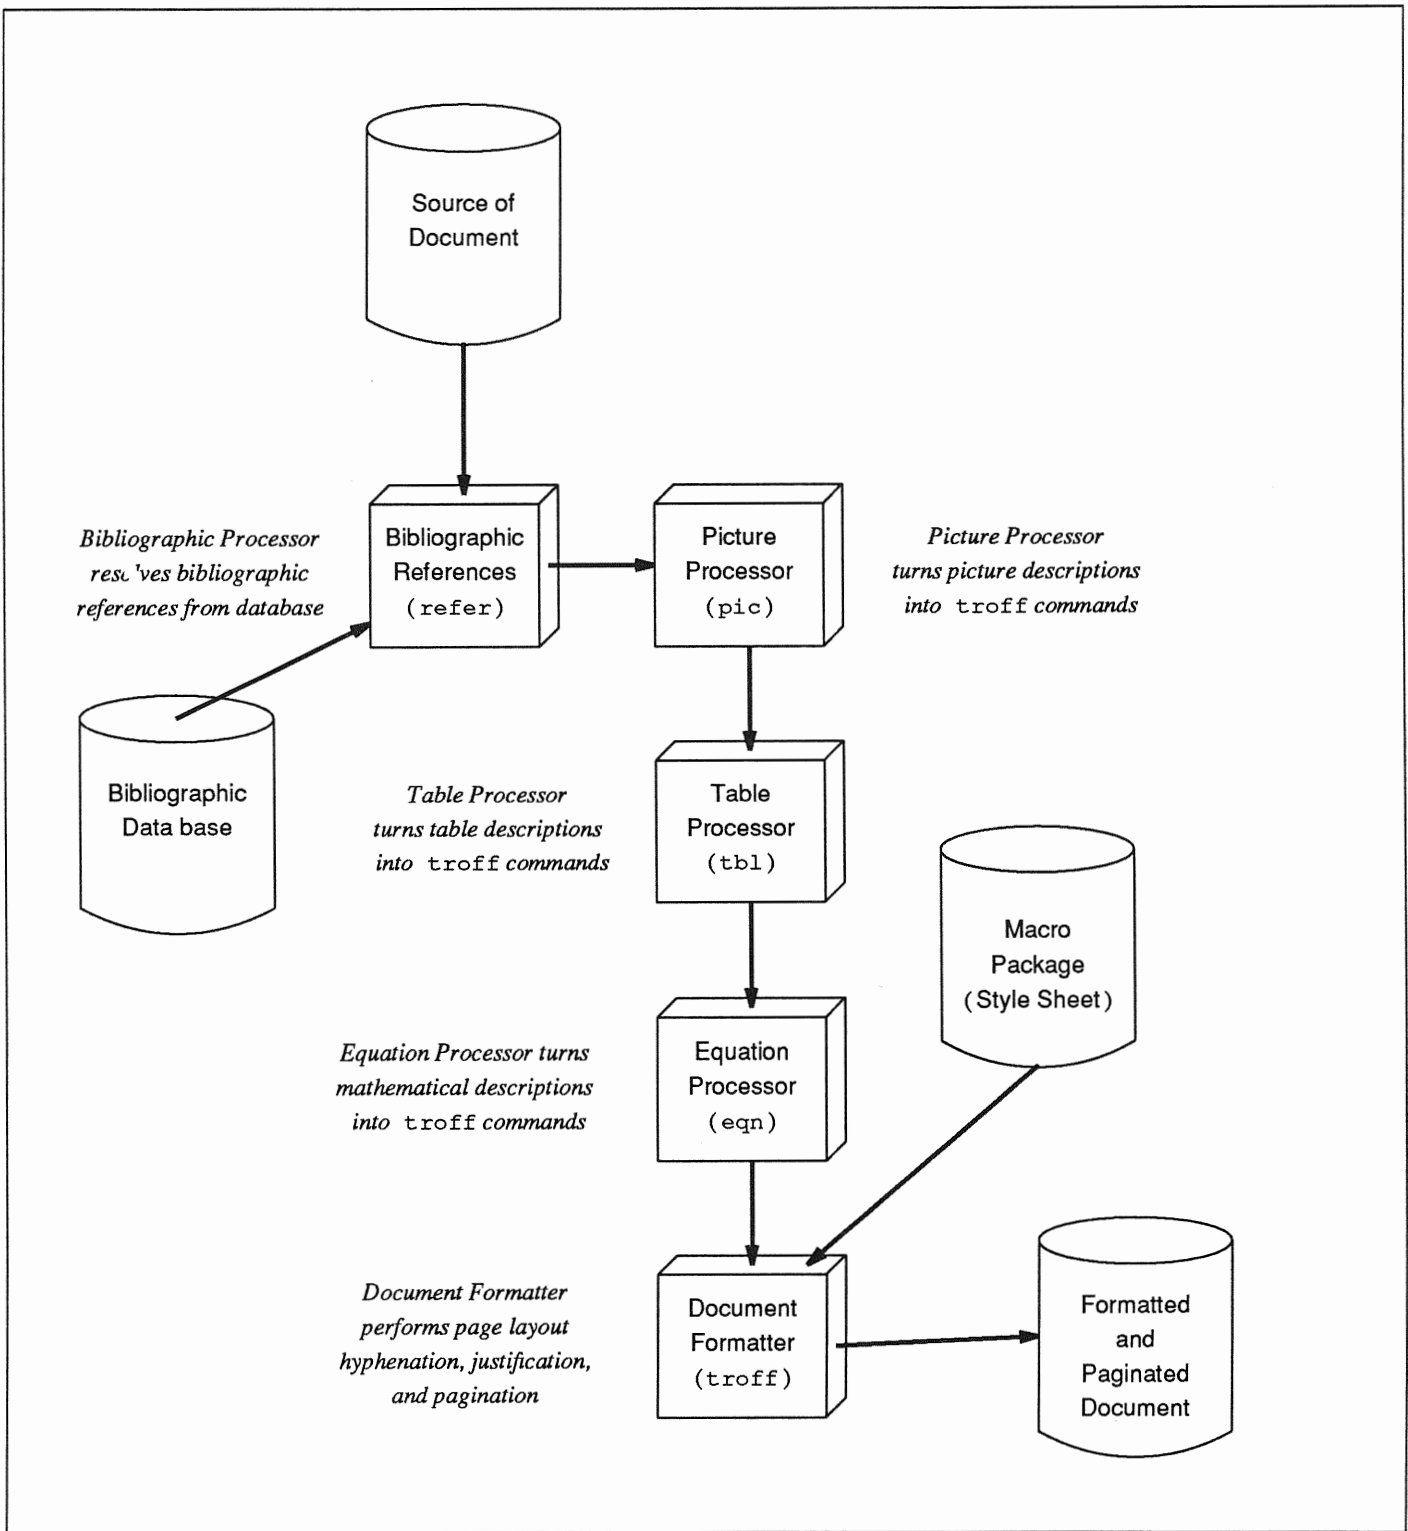 Source of
Document
Bibliographic Processor
bibliographic
references from database
Bibliographic
References
(refer)
Picture
Processor
(pic)
Picture Processor
turns picture descriptions
into troff commands
Bibliographic
Data base
Table Processor
turns table descriptions
into troff commands
Table
Processor
(tbl)
Macro
Package
(Style Sheet)
Equation Processor turns
mathematical descriptions
into troff commands
Equation
Processor
(eqn)
Document Formatter
performs page layout
hyphenation, justification,
and pagination
Document
Formatter
(troff)
Formatted
and
Paginated
Document